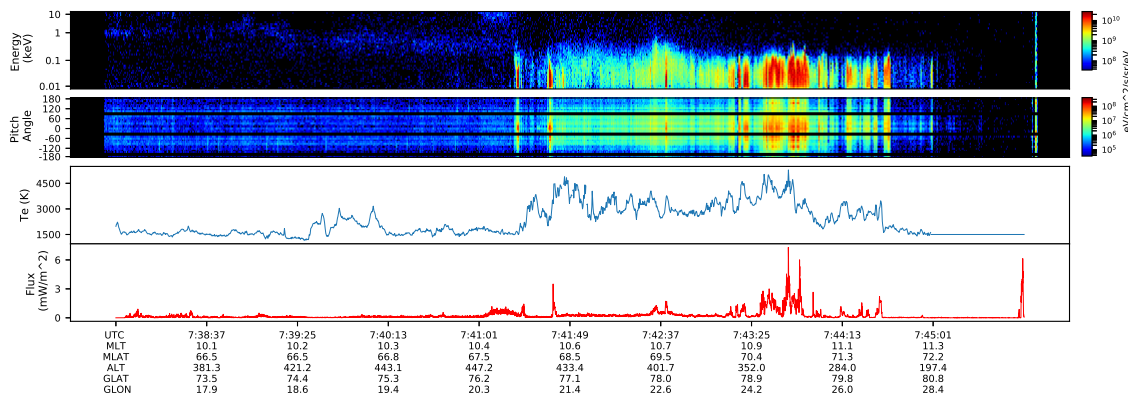 10
1
0.1
0.01
Energy
(keV)
10¹⁰
10⁹
10⁸
eV/cm^2/s/sr/eV
180
120
60
0
-60
-120
-180
Pitch
Angle
10⁸
10⁷
10⁶
10⁵
4500
3000
1500
Te (K)
6
3
0
Flux
(mW/m^2)
UTC 7:38:37 7:39:25 7:40:13 7:41:01 7:41:49 7:42:37 7:43:25 7:44:13 7:45:01
MLT 10.1 10.2 10.3 10.4 10.6 10.7 10.9 11.1 11.3
MLAT 66.5 66.5 66.8 67.5 68.5 69.5 70.4 71.3 72.2
ALT 381.3 421.2 443.1 447.2 433.4 401.7 352.0 284.0 197.4
GLAT 73.5 74.4 75.3 76.2 77.1 78.0 78.9 79.8 80.8
GLON 17.9 18.6 19.4 20.3 21.4 22.6 24.2 26.0 28.4